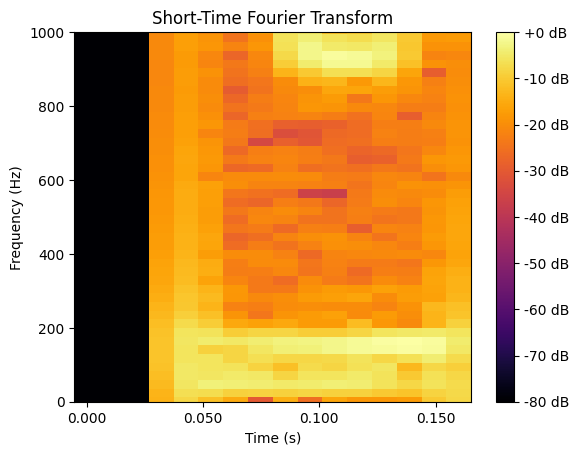 Short-Time Fourier Transform
1000
800
600
400
200
0
Frequency (Hz)
0.000
0.050
0.100
0.150
Time (s)
+0 dB
-10 dB
-20 dB
-30 dB
-40 dB
-50 dB
-60 dB
-70 dB
-80 dB